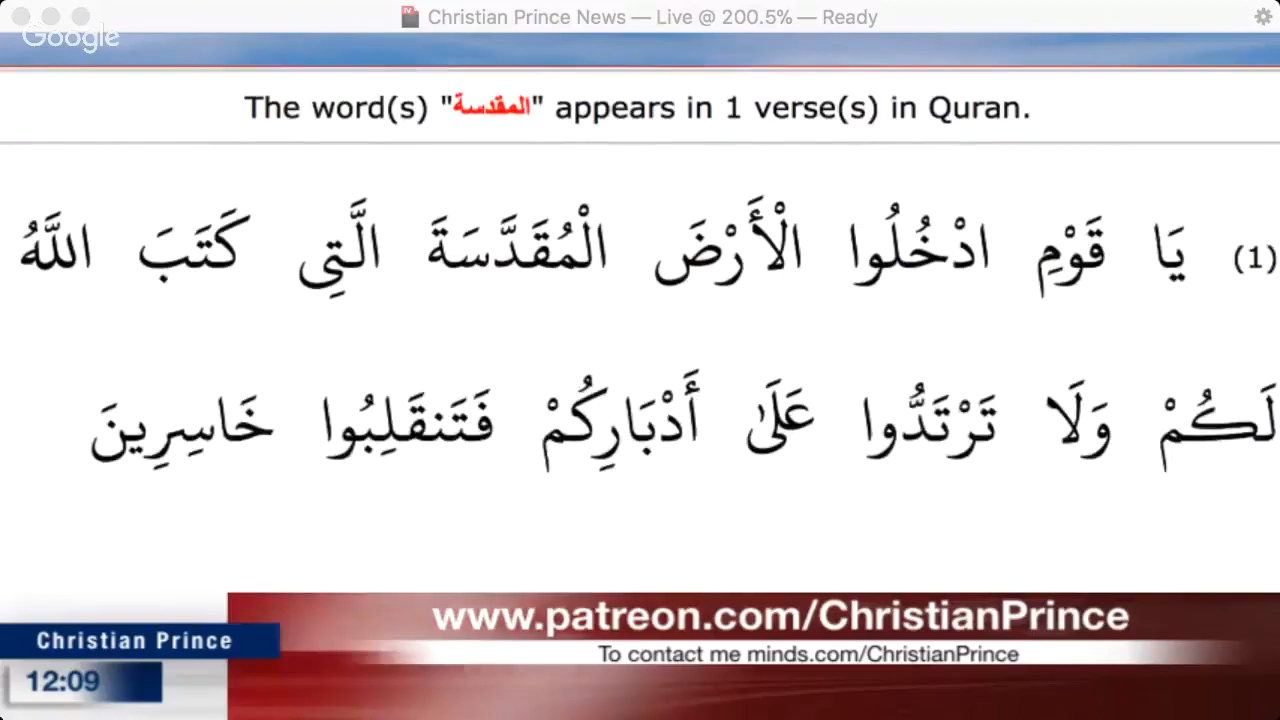 Christian Prince News — Live @ 200.5% — Ready
Google
The word(s) "المقدسة" appears in 1 verse(s) in Quran.
(1) يَا قَوْمِ ادْخُلُوا الْأَرْضَ الْمُقَدَّسَةَ الَّتِي كَتَبَ اللَّهُ
لَكُمْ وَلَا تَرْتَدُّوا عَلَىٰ أَدْبَارِكُمْ فَتَنقَلِبُوا خَاسِرِينَ
www.patreon.com/ChristianPrince
Christian Prince
To contact me minds.com/ChristianPrince
12:09